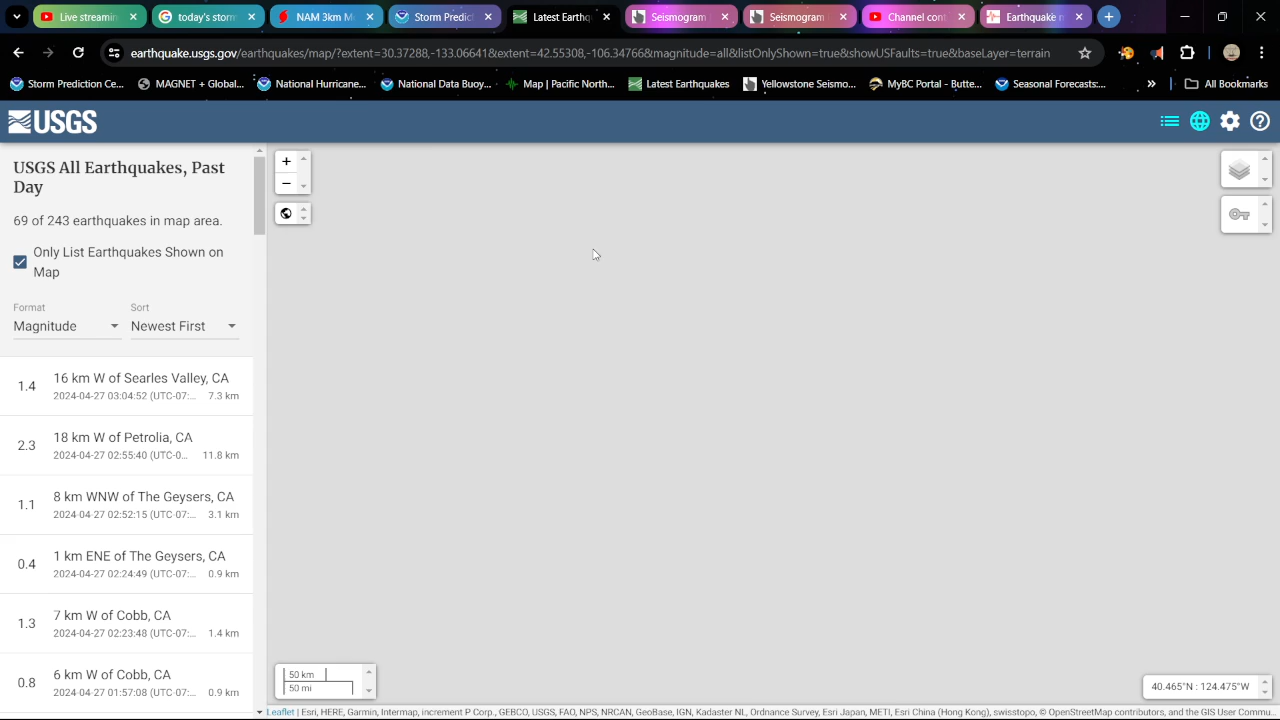 Live streamin
today's storm
NAM 3km M
Storm Predic
Latest Earthq
Seismogram
Seismogram
Channel cont
Earthquake m
earthquake.usgs.gov/earthquakes/map/?extent=30.37288,-133.06641&extent=42.55308,-106.34766&magnitude=all&listOnlyShown=true&showUSFaults=true&baseLayer=terrain
Storm Prediction Ce...
MAGNET + Global...
National Hurricane...
National Data Buoy...
Map | Pacific North...
Latest Earthquakes
Yellowstone Seismo...
MyBC Portal - Butte...
Seasonal Forecasts:...
»
All Bookmarks
USGS
USGS All Earthquakes, Past
Day
69 of 243 earthquakes in map area.
Only List Earthquakes Shown on
Map
Format
Sort
Magnitude
Newest First
1.4
16 km W of Searles Valley, CA
2024-04-27 03:04:52 (UTC-07:... 7.3 km
2.3
18 km W of Petrolia, CA
2024-04-27 02:55:40 (UTC-0... 11.8 km
1.1
8 km WNW of The Geysers, CA
2024-04-27 02:52:15 (UTC-07:... 3.1 km
0.4
1 km ENE of The Geysers, CA
2024-04-27 02:24:49 (UTC-07:... 0.9 km
1.3
7 km W of Cobb, CA
2024-04-27 02:23:48 (UTC-07:... 1.4 km
0.8
6 km W of Cobb, CA
2024-04-27 01:57:08 (UTC-07:... 0.9 km
+
−
50 km
50 mi
40.465°N : 124.475°W
Leaflet | Esri, HERE, Garmin, Intermap, increment P Corp., GEBCO, USGS, FAO, NPS, NRCAN, GeoBase, IGN, Kadaster NL, Ordnance Survey, Esri Japan, METI, Esri China (Hong Kong), swisstopo, © OpenStreetMap contributors, and the GIS User Commu...